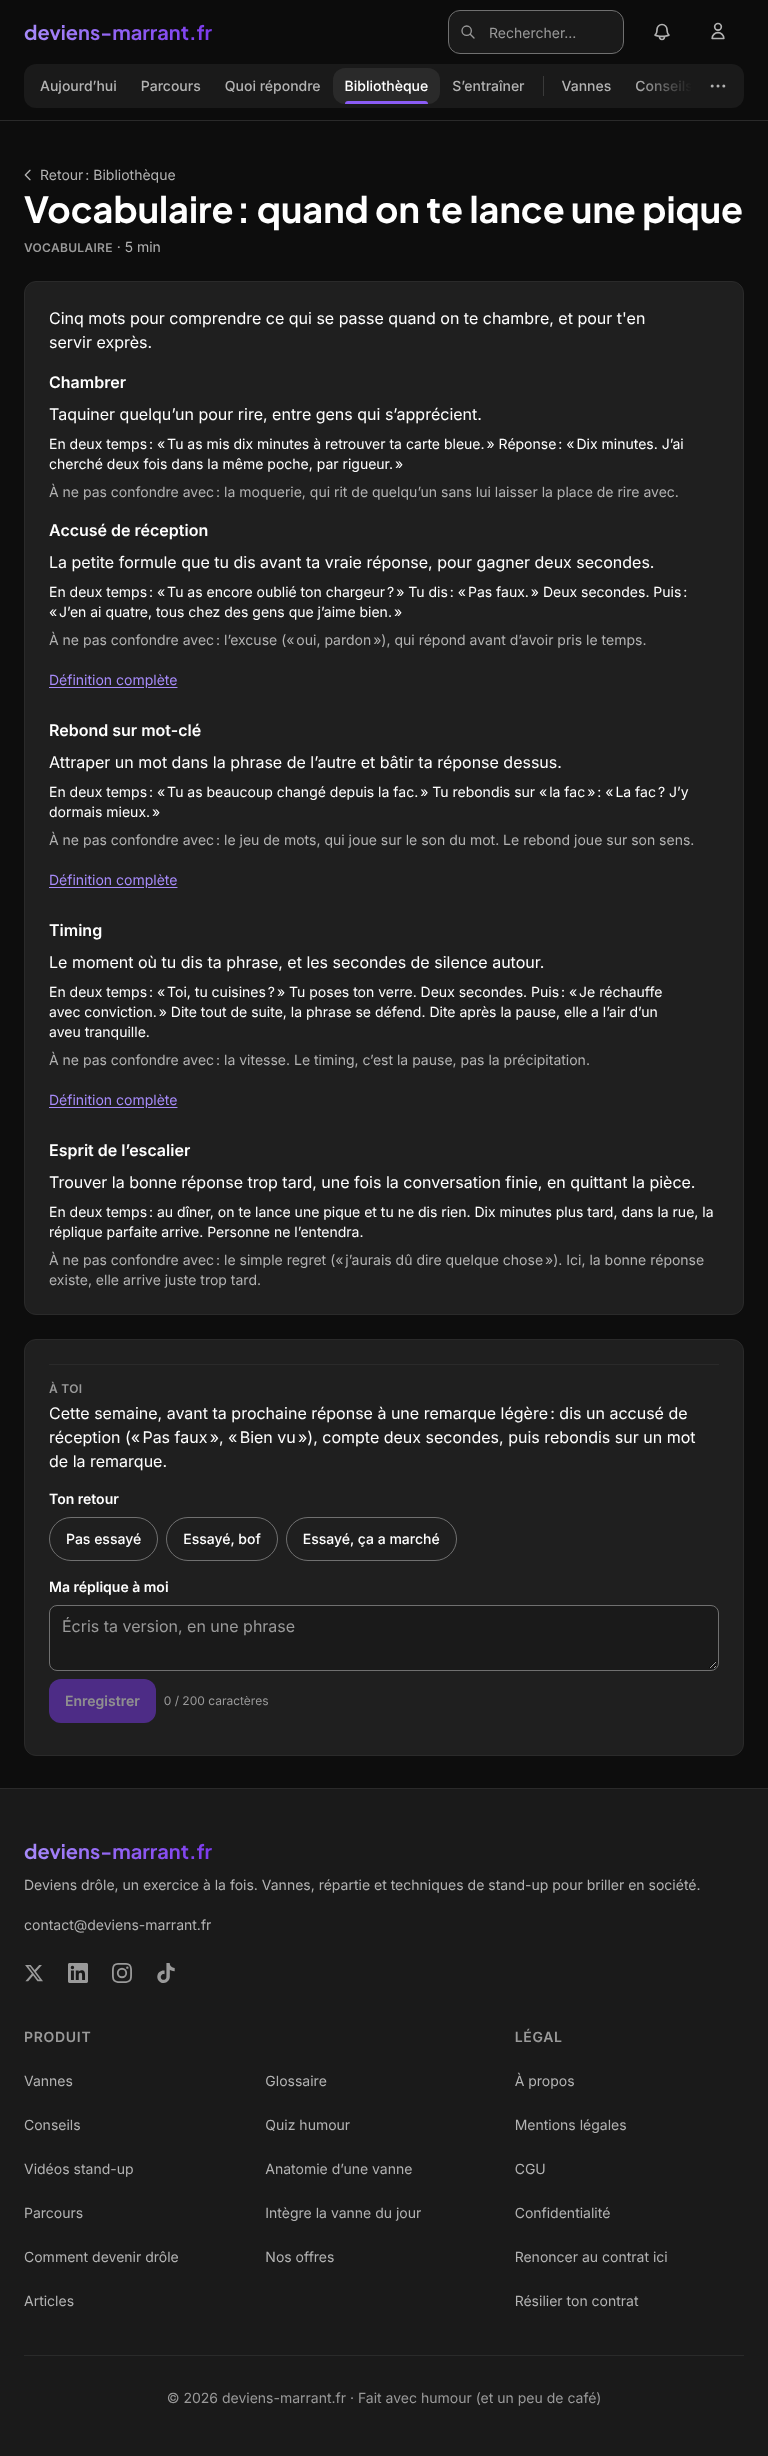 deviens-marrant.fr
Rechercher...
Aujourd’hui Parcours Quoi répondre Bibliothèque S’entraîner Vannes Conseils
Retour : Bibliothèque
Vocabulaire : quand on te lance une pique
VOCABULAIRE · 5 min
Cinq mots pour comprendre ce qui se passe quand on te chambre, et pour t'en
servir exprès.
Chambrer
Taquiner quelqu’un pour rire, entre gens qui s’apprécient.
En deux temps : « Tu as mis dix minutes à retrouver ta carte bleue. » Réponse : « Dix minutes. J’ai
cherché deux fois dans la même poche, par rigueur. »
À ne pas confondre avec : la moquerie, qui rit de quelqu’un sans lui laisser la place de rire avec.
Accusé de réception
La petite formule que tu dis avant ta vraie réponse, pour gagner deux secondes.
En deux temps : « Tu as encore oublié ton chargeur ? » Tu dis : « Pas faux. » Deux secondes. Puis :
« J’en ai quatre, tous chez des gens que j’aime bien. »
À ne pas confondre avec : l’excuse (« oui, pardon »), qui répond avant d’avoir pris le temps.
Définition complète
Rebond sur mot-clé
Attraper un mot dans la phrase de l’autre et bâtir ta réponse dessus.
En deux temps : « Tu as beaucoup changé depuis la fac. » Tu rebondis sur « la fac » : « La fac ? J’y
dormais mieux. »
À ne pas confondre avec : le jeu de mots, qui joue sur le son du mot. Le rebond joue sur son sens.
Définition complète
Timing
Le moment où tu dis ta phrase, et les secondes de silence autour.
En deux temps : « Toi, tu cuisines ? » Tu poses ton verre. Deux secondes. Puis : « Je réchauffe
avec conviction. » Dite tout de suite, la phrase se défend. Dite après la pause, elle a l’air d’un
aveu tranquille.
À ne pas confondre avec : la vitesse. Le timing, c’est la pause, pas la précipitation.
Définition complète
Esprit de l’escalier
Trouver la bonne réponse trop tard, une fois la conversation finie, en quittant la pièce.
En deux temps : au dîner, on te lance une pique et tu ne dis rien. Dix minutes plus tard, dans la rue, la
réplique parfaite arrive. Personne ne l’entendra.
À ne pas confondre avec : le simple regret (« j’aurais dû dire quelque chose »). Ici, la bonne réponse
existe, elle arrive juste trop tard.
À TOI
Cette semaine, avant ta prochaine réponse à une remarque légère : dis un accusé de
réception (« Pas faux », « Bien vu »), compte deux secondes, puis rebondis sur un mot
de la remarque.
Ton retour
Pas essayé Essayé, bof Essayé, ça a marché
Ma réplique à moi
Écris ta version, en une phrase
Enregistrer 0 / 200 caractères
deviens-marrant.fr
Deviens drôle, un exercice à la fois. Vannes, répartie et techniques de stand-up pour briller en société.
contact@deviens-marrant.fr
PRODUIT LÉGAL
Vannes Glossaire À propos
Conseils Quiz humour Mentions légales
Vidéos stand-up Anatomie d’une vanne CGU
Parcours Intègre la vanne du jour Confidentialité
Comment devenir drôle Nos offres Renoncer au contrat ici
Articles Résilier ton contrat
© 2026 deviens-marrant.fr · Fait avec humour (et un peu de café)